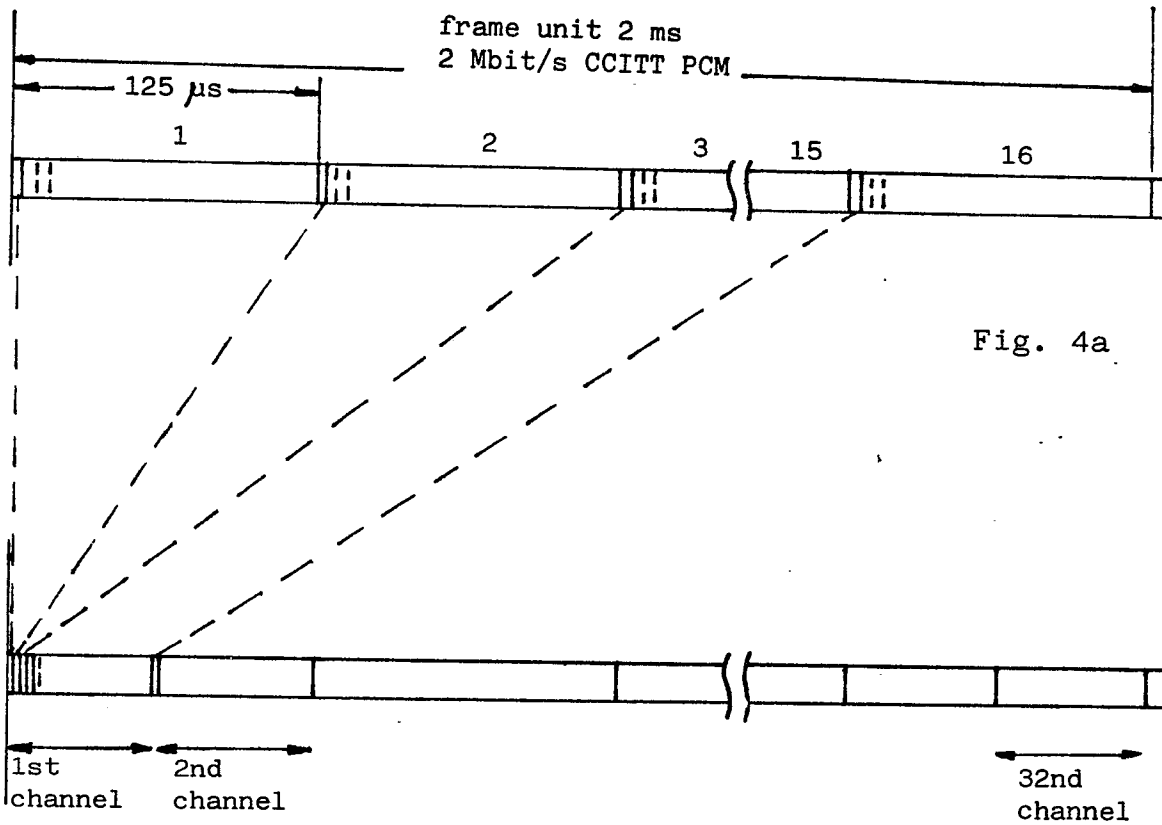 frame unit 2 ms
2 Mbit/s CCITT PCM
125 µs
1 2 3 15 16
Fig. 4a
1st channel
2nd channel
32nd channel